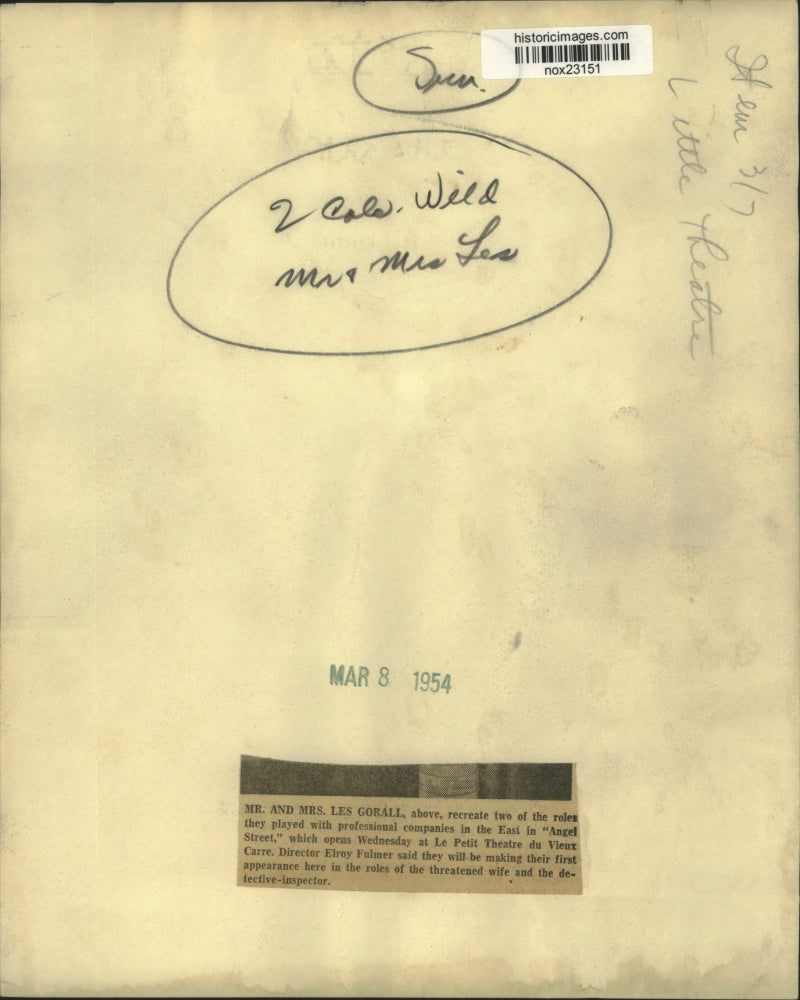 historicimages.com
nox23151
Sun.
2 Cols. Wild
Mr & Mrs Les
Item 3/7
Little Theatre
MAR 8 1954
MR. AND MRS. LES GORALL, above, recreate two of the roles
they played with professional companies in the East in “Angel
Street,” which opens Wednesday at Le Petit Theatre du Vieux
Carre. Director Elroy Fulmer said they will be making their first
appearance here in the roles of the threatened wife and the de-
tective-inspector.